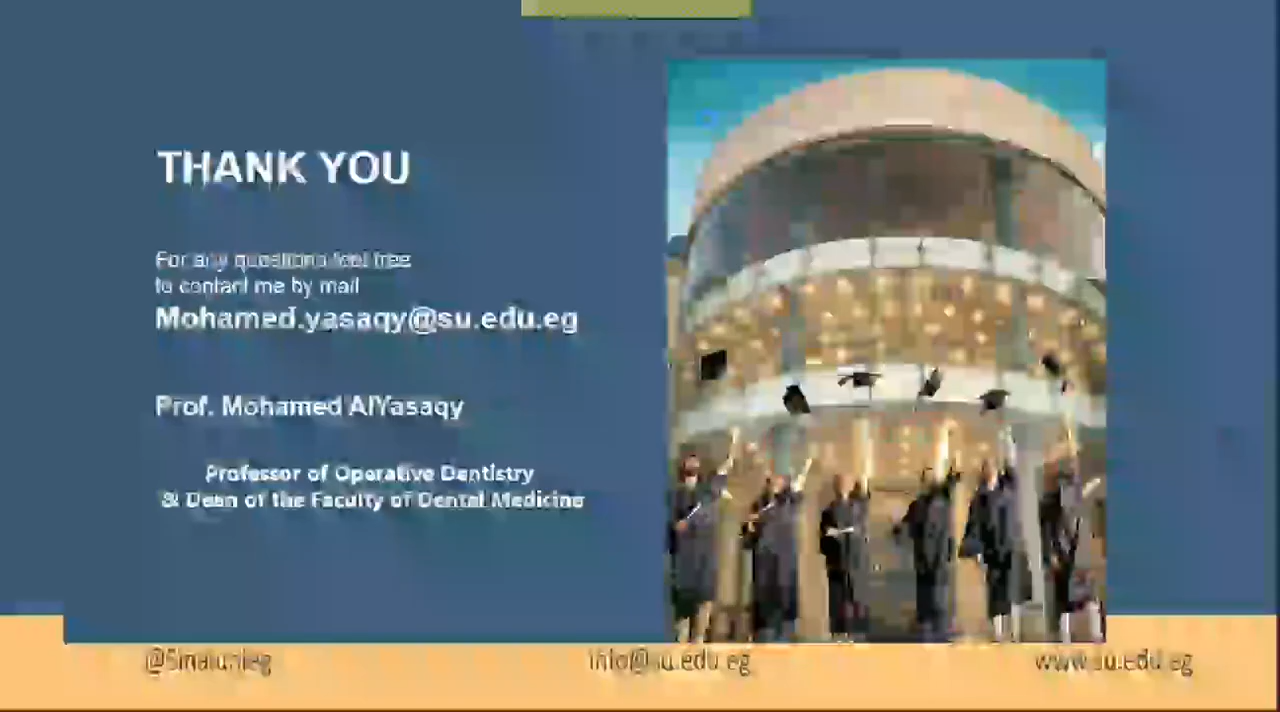 THANK YOU
For any questions feel free
to contact me by mail
Mohamed.yasaqy@su.edu.eg
Prof. Mohamed AlYasaqy
Professor of Operative Dentistry
& Dean of the Faculty of Dental Medicine
@Sinaiunieg
info@su.edu.eg
www.su.edu.eg